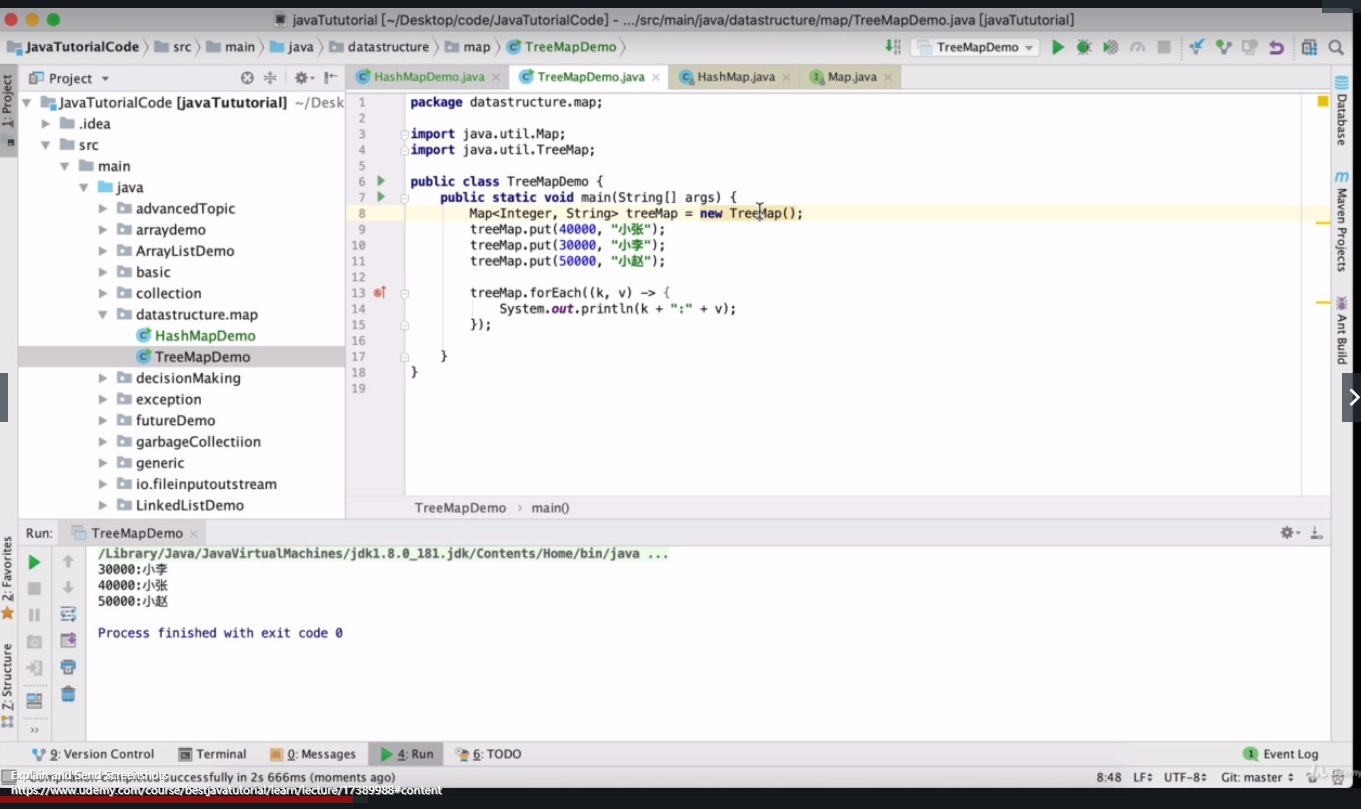 javaTututorial [~/Desktop/code/JavaTutorialCode] - .../src/main/java/datastructure/map/TreeMapDemo.java [javaTututorial]
JavaTutorialCode src main java datastructure map TreeMapDemo
TreeMapDemo
1: Project
Project
HashMapDemo.java
TreeMapDemo.java
HashMap.java
Map.java
JavaTutorialCode [javaTututorial] ~/Desk
.idea
src
main
java
advancedTopic
arraydemo
ArrayListDemo
basic
collection
datastructure.map
HashMapDemo
TreeMapDemo
decisionMaking
exception
futureDemo
garbageCollectiion
generic
io.fileinputoutstream
LinkedListDemo
1 package datastructure.map;
2
3 import java.util.Map;
4 import java.util.TreeMap;
5
6 public class TreeMapDemo {
7 public static void main(String[] args) {
8 Map<Integer, String> treeMap = new TreeMap();
9 treeMap.put(40000, "小张");
10 treeMap.put(30000, "小李");
11 treeMap.put(50000, "小赵");
12
13 treeMap.forEach((k, v) -> {
14 System.out.println(k + ":" + v);
15 });
16
17 }
18 }
19
TreeMapDemo › main()
Database
Maven Projects
Ant Build
Run: TreeMapDemo
/Library/Java/JavaVirtualMachines/jdk1.8.0_181.jdk/Contents/Home/bin/java ...
30000:小李
40000:小张
50000:小赵
Process finished with exit code 0
2: Favorites
Z: Structure
9: Version Control
Terminal
0: Messages
4: Run
6: TODO
1 Event Log
Explain and Send Screenshots
successfully in 2s 666ms (moments ago)
8:48 LF UTF-8 Git: master
https://www.udemy.com/course/bestjavatutorial/learn/lecture/17389988#content